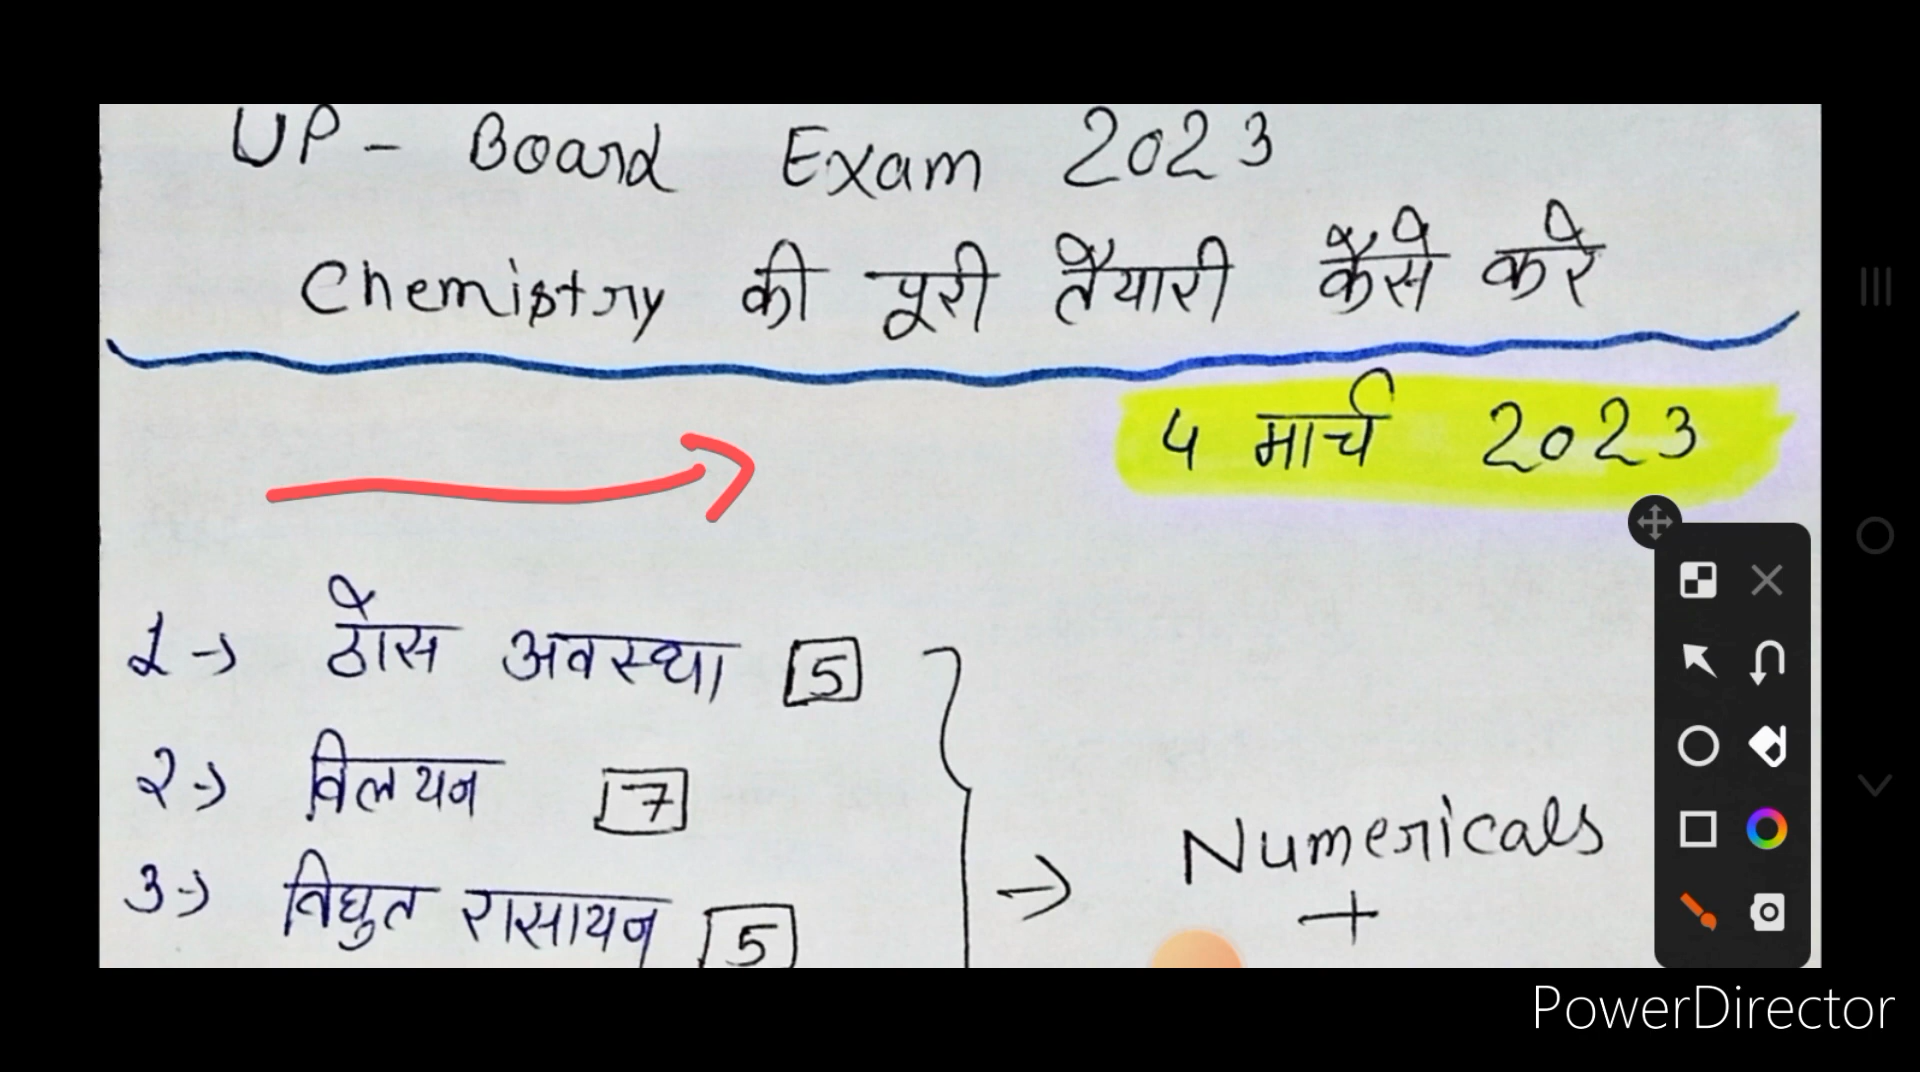 UP- Board Exam 2023
Chemistry की पूरी तैयारी कैसे करे
4 मार्च 2023
1→ ठोस अवस्था 5
2→ विलयन 7
3→ विद्युत रासायन 5
→ Numericals
+
PowerDirector